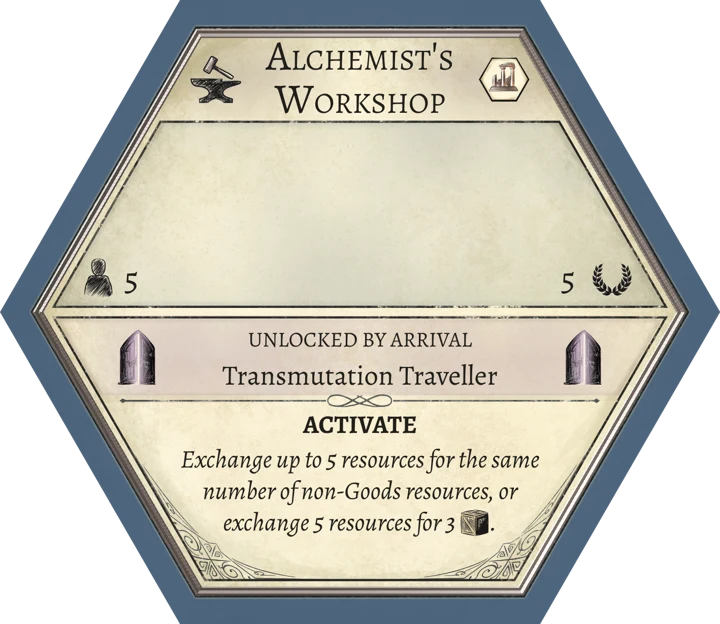 Alchemist's
Workshop
5
5
UNLOCKED BY ARRIVAL
Transmutation Traveller
ACTIVATE
Exchange up to 5 resources for the same
number of non-Goods resources, or
exchange 5 resources for 3 .